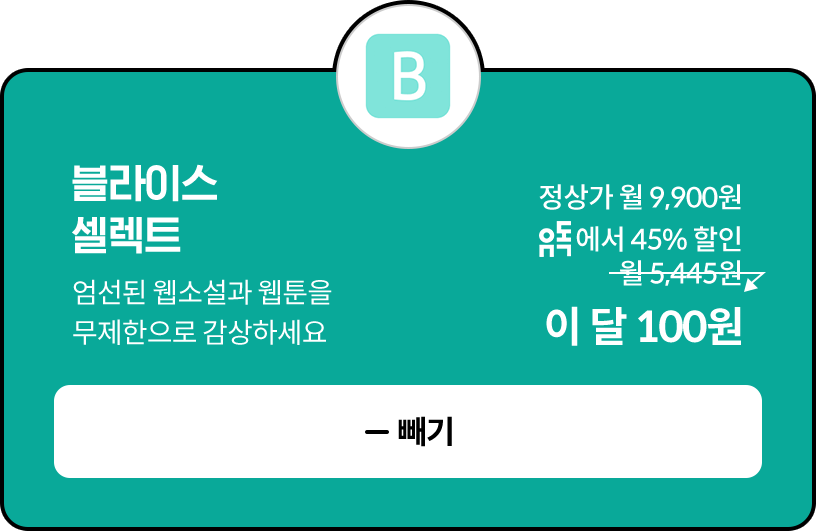 B
블라이스
셀렉트
엄선된 웹소설과 웹툰을
무제한으로 감상하세요
정상가 월 9,900원
유독에서 45% 할인
월 5,445원
이 달 100원
— 빼기